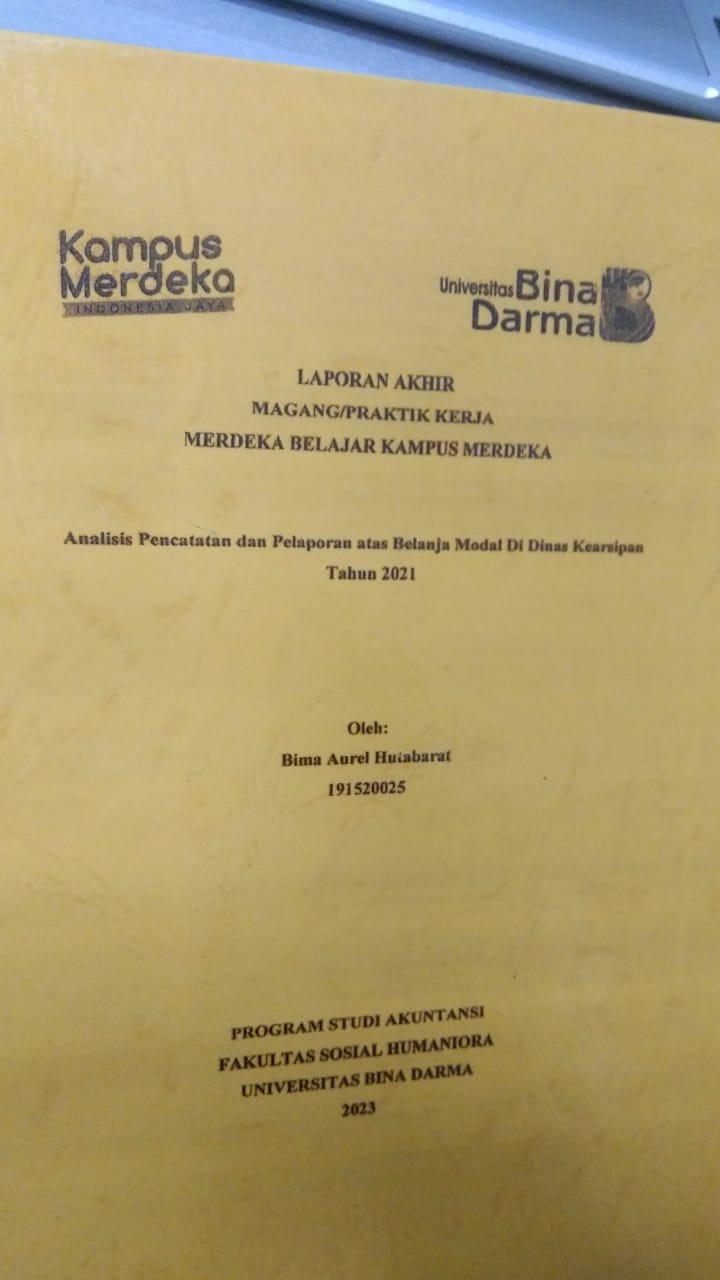 Kampus
Merdeka
INDONESIA JAYA
Universitas Bina
Darma
LAPORAN AKHIR
MAGANG/PRAKTIK KERJA
MERDEKA BELAJAR KAMPUS MERDEKA
Analisis Pencatatan dan Pelaporan atas Belanja Modal Di Dinas Kearsipan
Tahun 2021
Oleh:
Bima Aurel Hutabarat
191520025
PROGRAM STUDI AKUNTANSI
FAKULTAS SOSIAL HUMANIORA
UNIVERSITAS BINA DARMA
2023